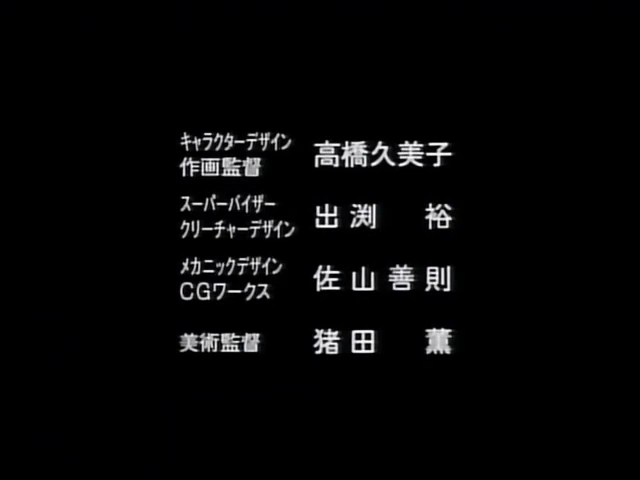 キャラクターデザイン
作画監督
高橋久美子
スーパーバイザー
クリーチャーデザイン
出渕 裕
メカニックデザイン
CGワークス
佐山善則
美術監督
猪田 薫